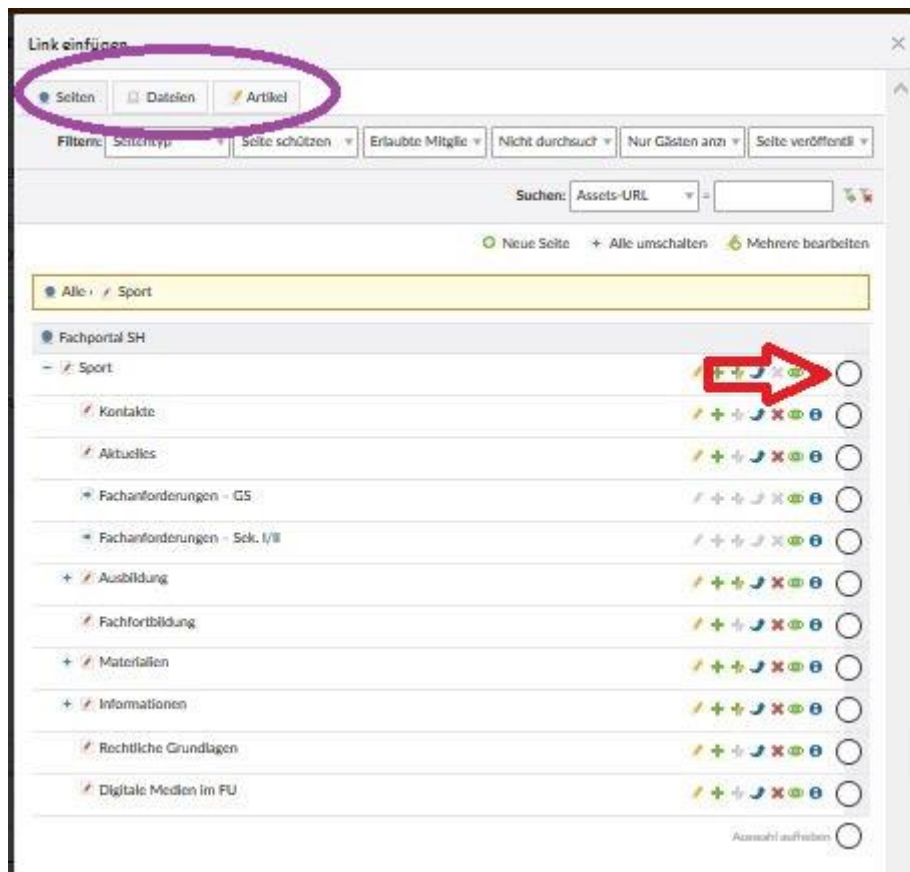 Link einfügen
Seiten Dateien Artikel
Filtern: Seitentyp Seite schützen Erlaubte Mitglie Nicht durchsuch Nur Gästen anz Seite veröffentli
Suchen: Assets-URL =
Neue Seite + Alle umschalten Mehrere bearbeiten
Alle › Sport
Fachportal SH
Sport
Kontakte
Aktuelles
Fachanforderungen – GS
Fachanforderungen – Sek. I/II
Ausbildung
Fachfortbildung
Materialien
Informationen
Rechtliche Grundlagen
Digitale Medien im FU
Auswahl aufheben